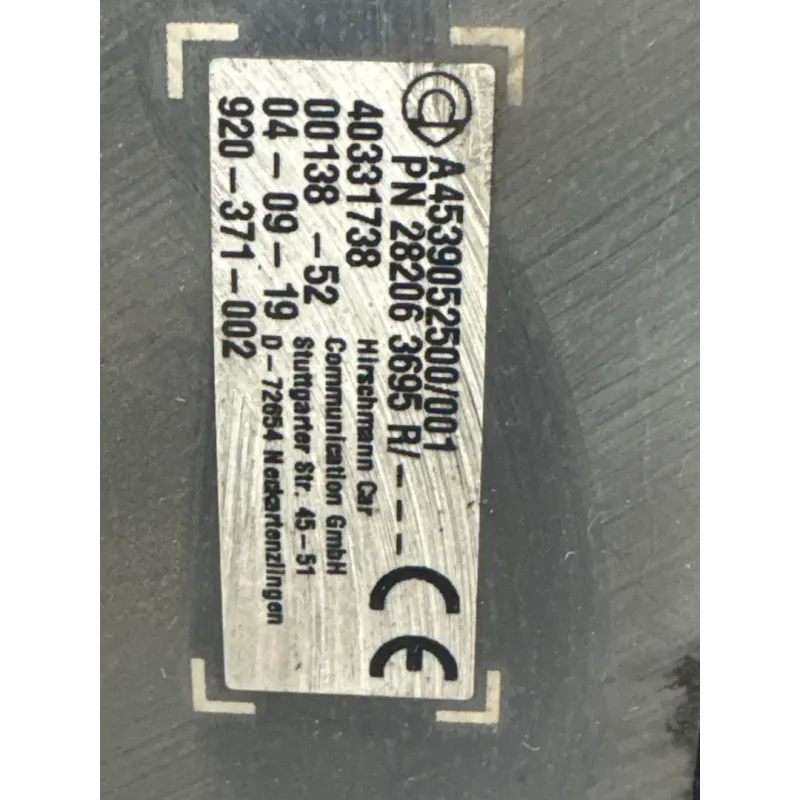 A4539052500/001
PN 28206 3695 R/---
40331738
00138 -52
04-09-19
920-371-002
Hirschmann Car
Communication GmbH
Stuttgarter Str. 45-51
D-72654 Neckartenzlingen
CE